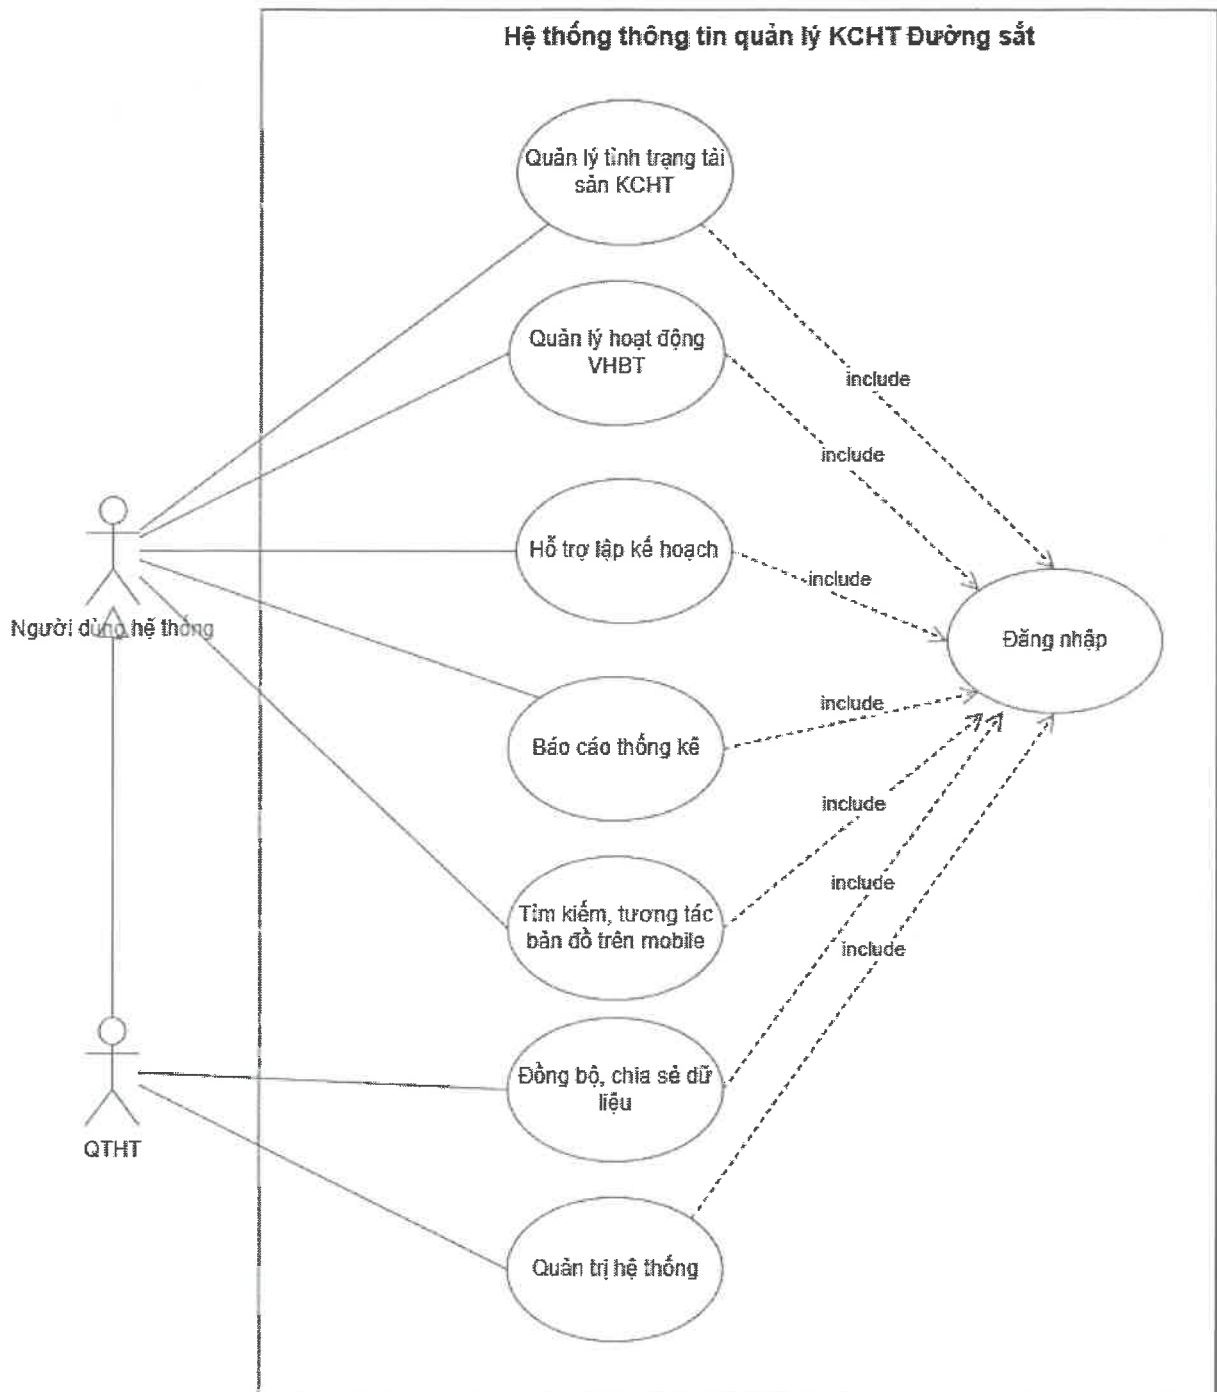 Hệ thống thông tin quản lý KCHT Đường sắt
Quản lý tình trạng tài
sản KCHT
Quản lý hoạt động
VHBT
include
include
Hỗ trợ lập kế hoạch
include
Người dùng hệ thống
Đăng nhập
Báo cáo thống kê
include
include
Tìm kiếm, tương tác
bản đồ trên mobile
include
include
Đồng bộ, chia sẻ dữ
liệu
QTHT
Quản trị hệ thống